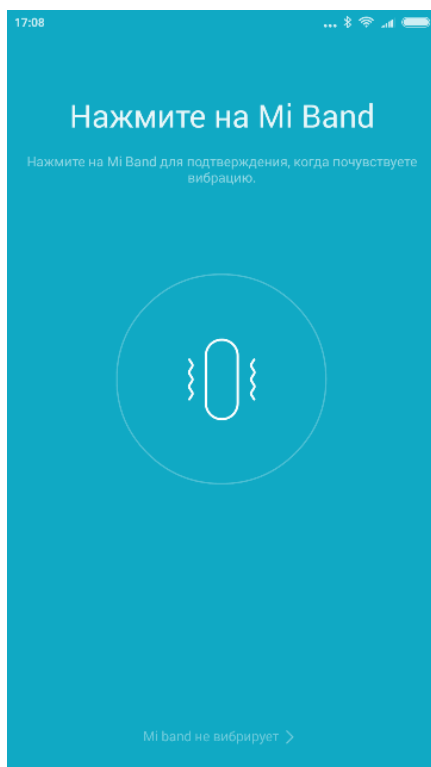 17:08
Нажмите на Mi Band
Нажмите на Mi Band для подтверждения, когда почувствуете
вибрацию.
Mi band не вибрирует